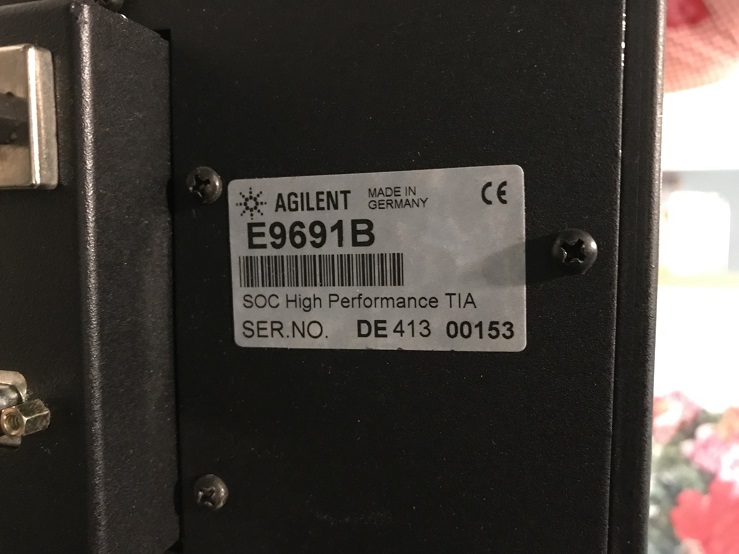 AGILENT MADE IN GERMANY CE
E9691B
SOC High Performance TIA
SER.NO. DE 413 00153